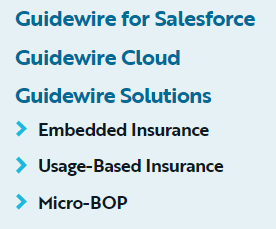 Guidewire for Salesforce
Guidewire Cloud
Guidewire Solutions
Embedded Insurance
Usage-Based Insurance
Micro-BOP